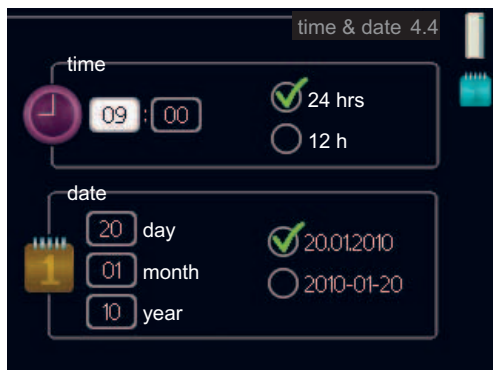 time & date 4.4
time
09 : 00
24 hrs
12 h
date
20 day
01 month
10 year
20.01.2010
2010-01-20
1